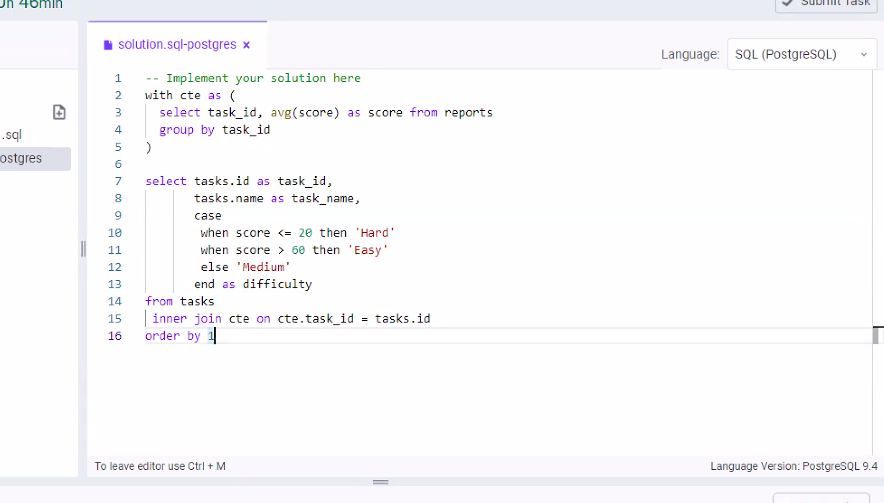 0h 46min
Submit Task
solution.sql-postgres x
Language: SQL (PostgreSQL)
.sql
ostgres
1 -- Implement your solution here
2 with cte as (
3 select task_id, avg(score) as score from reports
4 group by task_id
5 )
6
7 select tasks.id as task_id,
8 tasks.name as task_name,
9 case
10 when score <= 20 then 'Hard'
11 when score > 60 then 'Easy'
12 else 'Medium'
13 end as difficulty
14 from tasks
15 inner join cte on cte.task_id = tasks.id
16 order by 1
To leave editor use Ctrl + M
Language Version: PostgreSQL 9.4